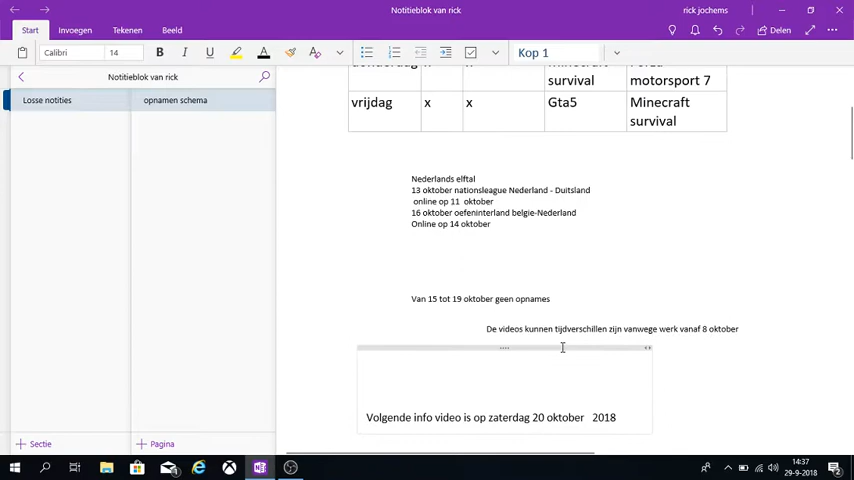 Notitieblok van rick
rick jochems
Start
Invoegen
Tekenen
Beeld
Delen
Calibri
14
B
I
U
A
A
Kop 1
Notitieblok van rick
Losse notities
opnamen schema
survival
motorsport 7
vrijdag
x
x
Gta5
Minecraft
survival
Nederlands elftal
13 oktober nationsleague Nederland - Duitsland
online op 11 oktober
16 oktober oefeninterland belgie-Nederland
Online op 14 oktober
Van 15 tot 19 oktober geen opnames
De videos kunnen tijdverschillen zijn vanwege werk vanaf 8 oktober
Volgende info video is op zaterdag 20 oktober 2018
Sectie
Pagina
14:37
29-9-2018